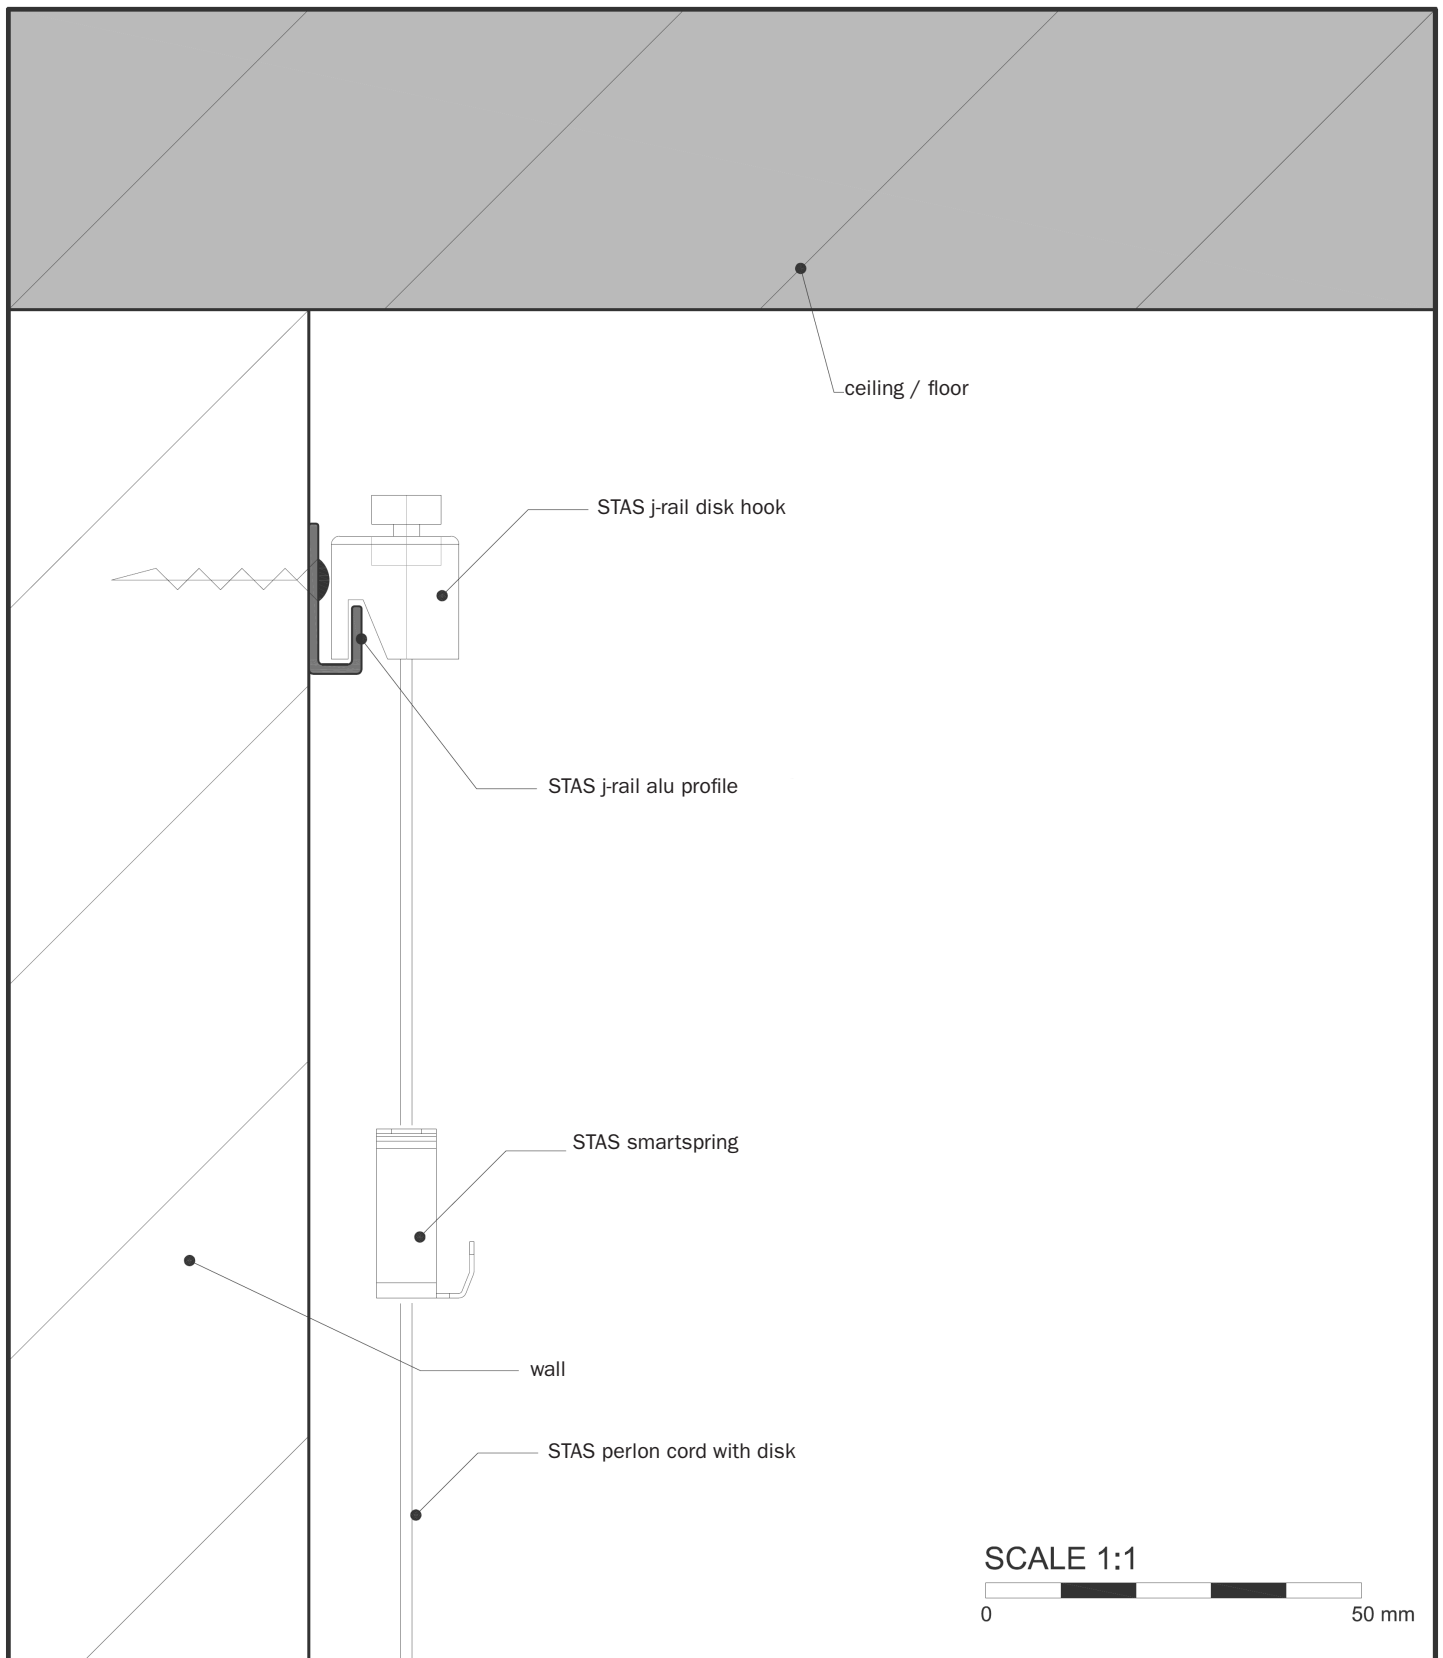 ceiling / floor
STAS j-rail disk hook
STAS j-rail alu profile
STAS smartspring
wall
STAS perlon cord with disk
SCALE 1:1
0 50 mm